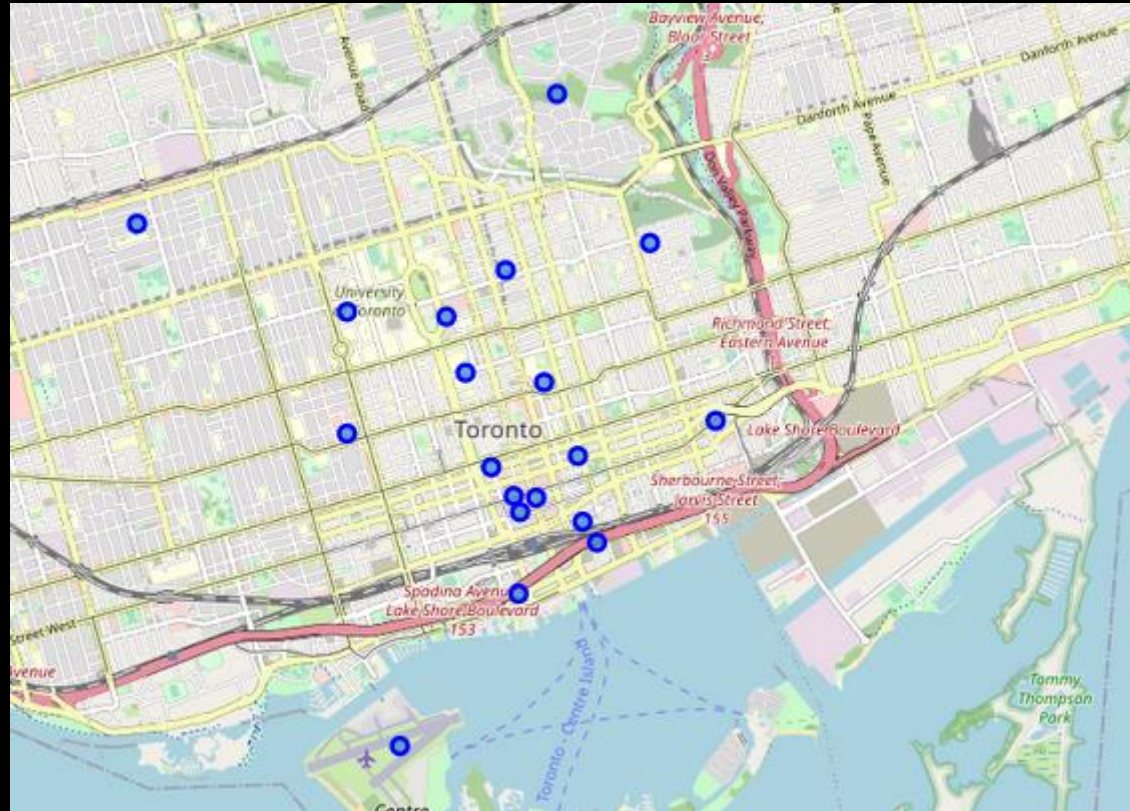 Bayview Avenue,
Bloor Street
Danforth Avenue
Avenue Road
Danforth Avenue
Pape Avenue
Don Valley Parkway
University
Toronto
Richmond Street,
Eastern Avenue
Toronto
Lake Shore Boulevard
Sherbourne Street,
Jarvis Street
155
Spadina Avenue
Lake Shore Boulevard
153
Street West
Avenue
Toronto - Centre Island
Tommy
Thompson
Park
Centre